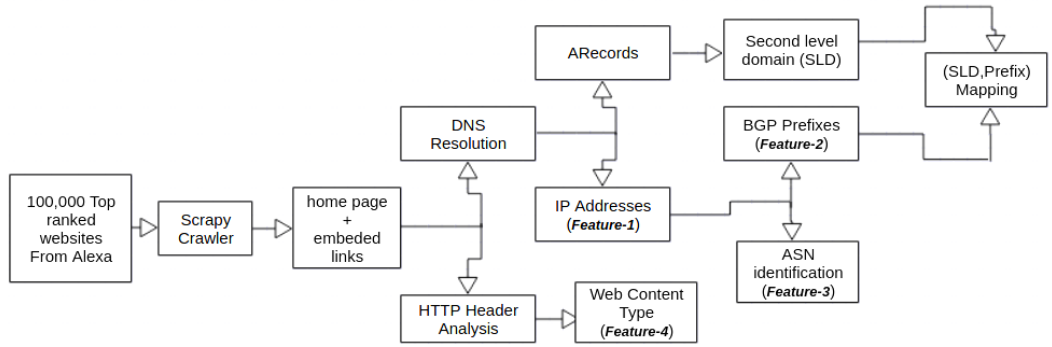 100,000 Top
ranked
websites
From Alexa
Scrapy
Crawler
home page
+
embeded
links
DNS
Resolution
HTTP Header
Analysis
ARecords
IP Addresses
(Feature-1)
Web Content
Type
(Feature-4)
Second level
domain (SLD)
BGP Prefixes
(Feature-2)
ASN
identification
(Feature-3)
(SLD,Prefix)
Mapping